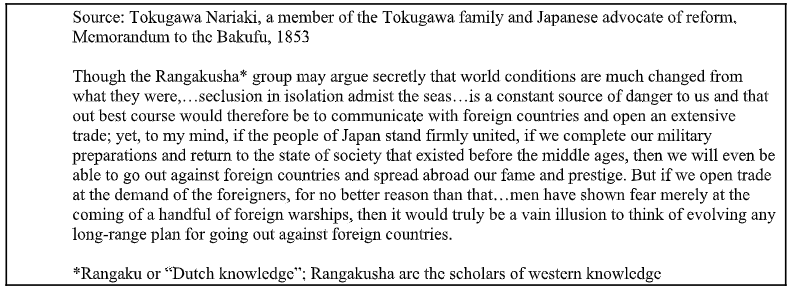 Source: Tokugawa Nariaki, a member of the Tokugawa family and Japanese advocate of reform,
Memorandum to the Bakufu, 1853
Though the Rangakusha* group may argue secretly that world conditions are much changed from
what they were,…seclusion in isolation admist the seas…is a constant source of danger to us and that
out best course would therefore be to communicate with foreign countries and open an extensive
trade; yet, to my mind, if the people of Japan stand firmly united, if we complete our military
preparations and return to the state of society that existed before the middle ages, then we will even be
able to go out against foreign countries and spread abroad our fame and prestige. But if we open trade
at the demand of the foreigners, for no better reason than that…men have shown fear merely at the
coming of a handful of foreign warships, then it would truly be a vain illusion to think of evolving any
long-range plan for going out against foreign countries.
*Rangaku or “Dutch knowledge”; Rangakusha are the scholars of western knowledge